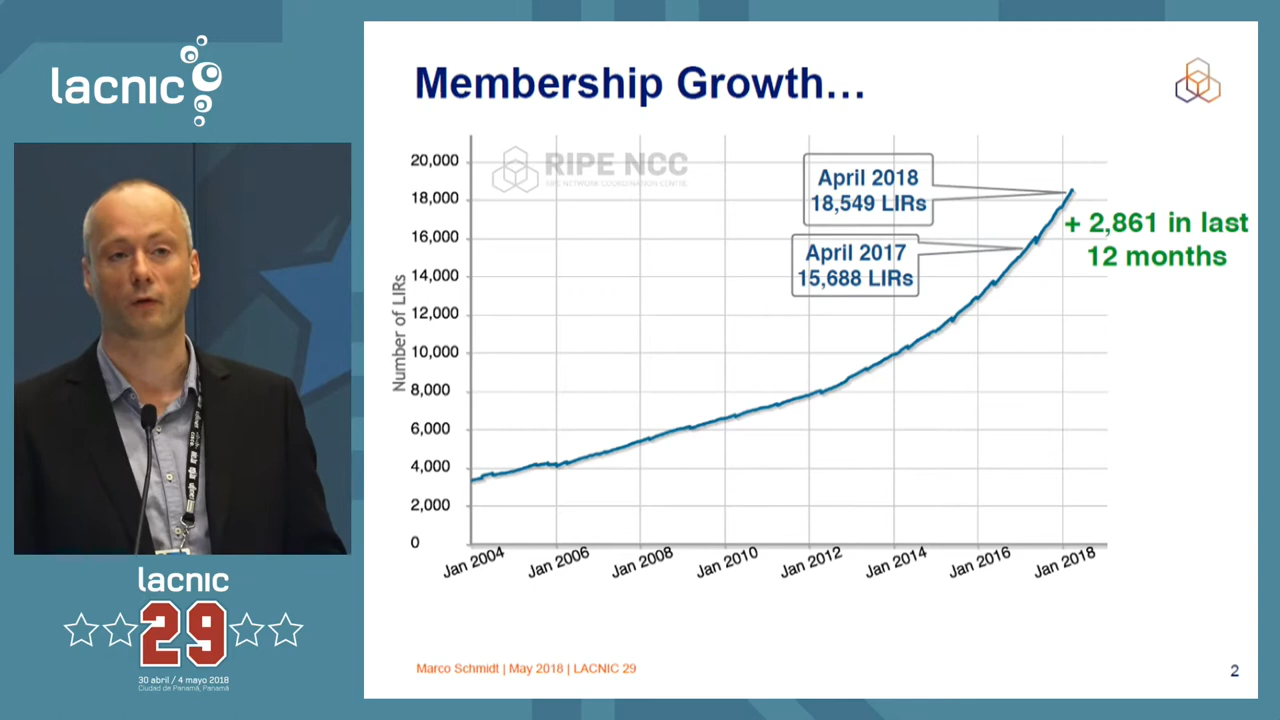 lacnic
Membership Growth…
RIPE NCC
RIPE NETWORK COORDINATION CENTRE
20,000
18,000
16,000
14,000
12,000
10,000
8,000
6,000
4,000
2,000
0
Number of LIRs
April 2018
18,549 LIRs
April 2017
15,688 LIRs
+ 2,861 in last
12 months
Jan 2004
Jan 2006
Jan 2008
Jan 2010
Jan 2012
Jan 2014
Jan 2016
Jan 2018
lacnic
29
30 abril / 4 mayo 2018
Ciudad de Panamá, Panamá
Marco Schmidt | May 2018 | LACNIC 29
2